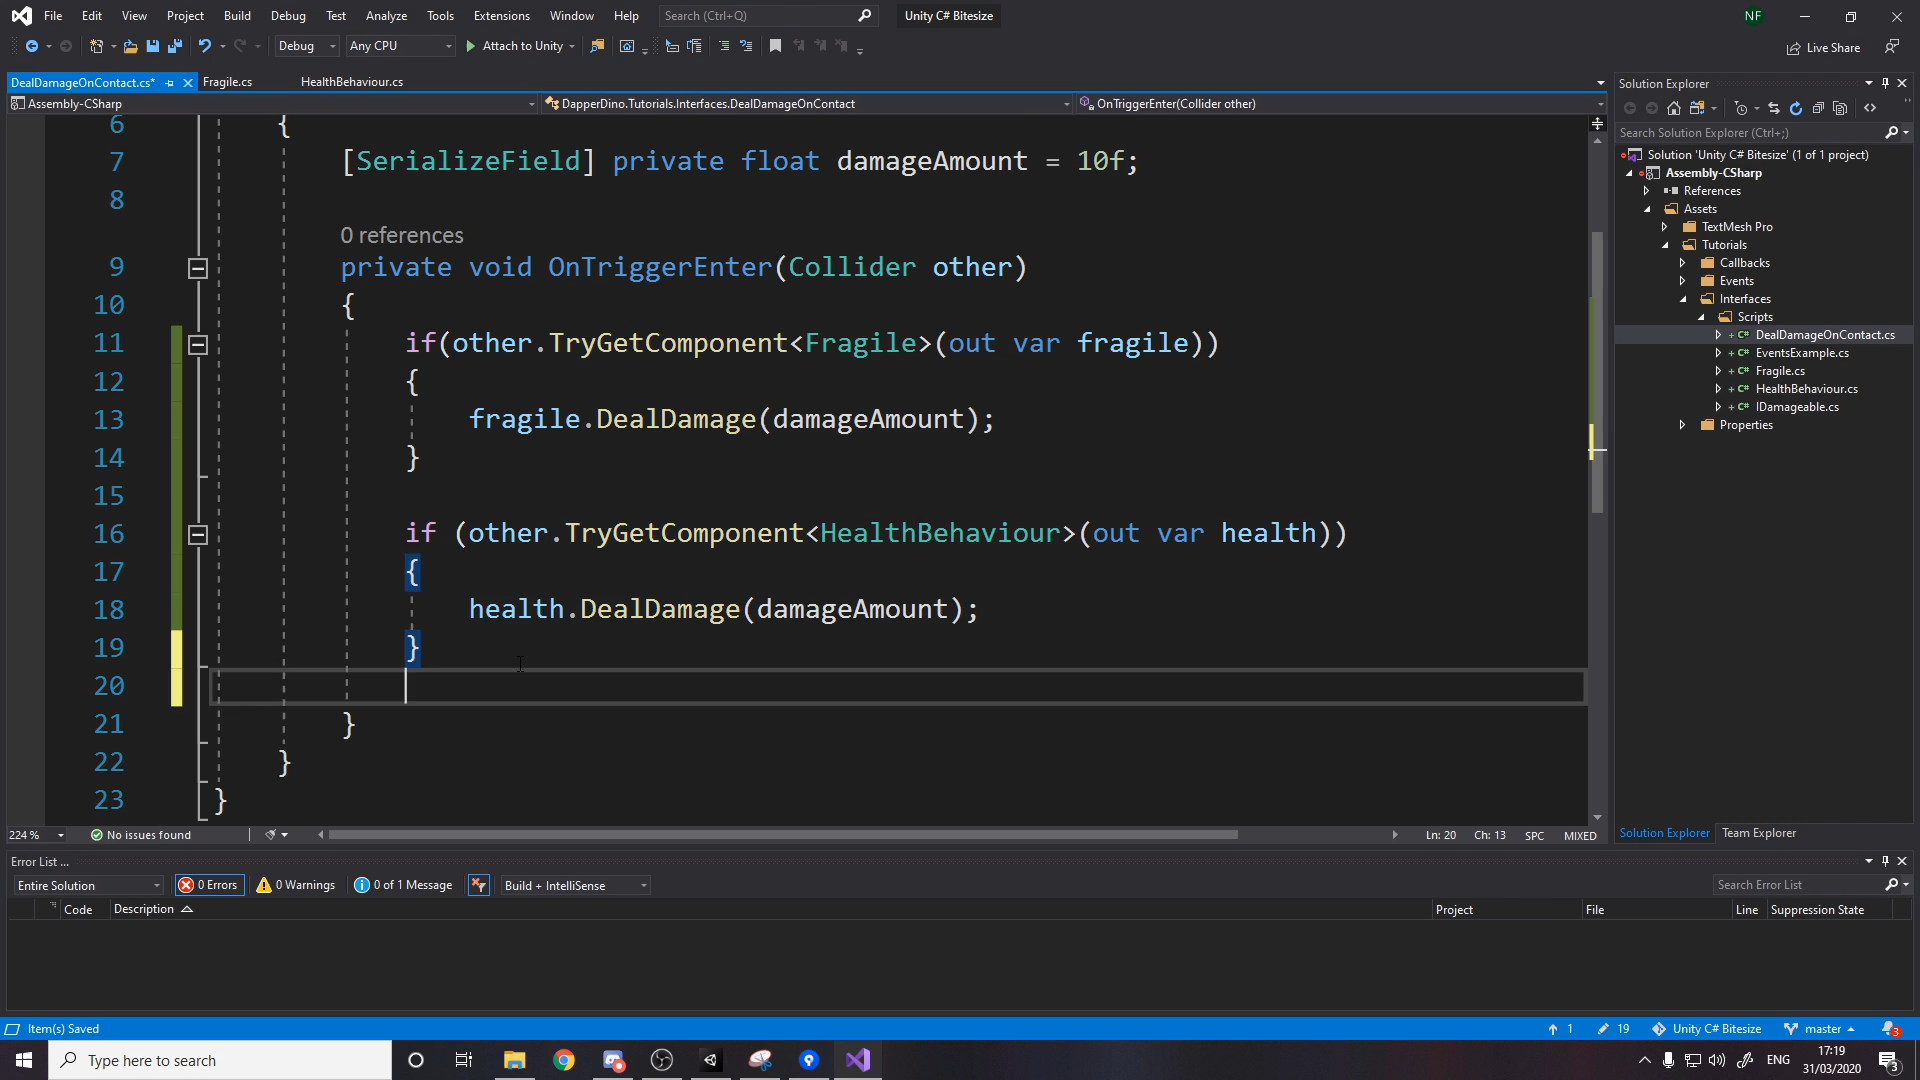 File Edit View Project Build Debug Test Analyze Tools Extensions Window Help Search (Ctrl+Q) Unity C# Bitesize NF
Debug Any CPU Attach to Unity Live Share
DealDamageOnContact.cs* Fragile.cs HealthBehaviour.cs
Assembly-CSharp DapperDino.Tutorials.Interfaces.DealDamageOnContact OnTriggerEnter(Collider other)
6 {
7 [SerializeField] private float damageAmount = 10f;
8
0 references
9 private void OnTriggerEnter(Collider other)
10 {
11 if(other.TryGetComponent<Fragile>(out var fragile))
12 {
13 fragile.DealDamage(damageAmount);
14 }
15
16 if (other.TryGetComponent<HealthBehaviour>(out var health))
17 {
18 health.DealDamage(damageAmount);
19 }
20
21 }
22 }
23 }
224 % No issues found Ln: 20 Ch: 13 SPC MIXED
Solution Explorer
Search Solution Explorer (Ctrl+;)
Solution 'Unity C# Bitesize' (1 of 1 project)
Assembly-CSharp
References
Assets
TextMesh Pro
Tutorials
Callbacks
Events
Interfaces
Scripts
+ C# DealDamageOnContact.cs
+ C# EventsExample.cs
+ C# Fragile.cs
+ C# HealthBehaviour.cs
+ C# IDamageable.cs
Properties
Solution Explorer Team Explorer
Error List ...
Entire Solution 0 Errors 0 Warnings 0 of 1 Message Build + IntelliSense Search Error List
Code Description Project File Line Suppression State
Item(s) Saved 1 19 Unity C# Bitesize master 3
Type here to search ENG 17:19
31/03/2020 3